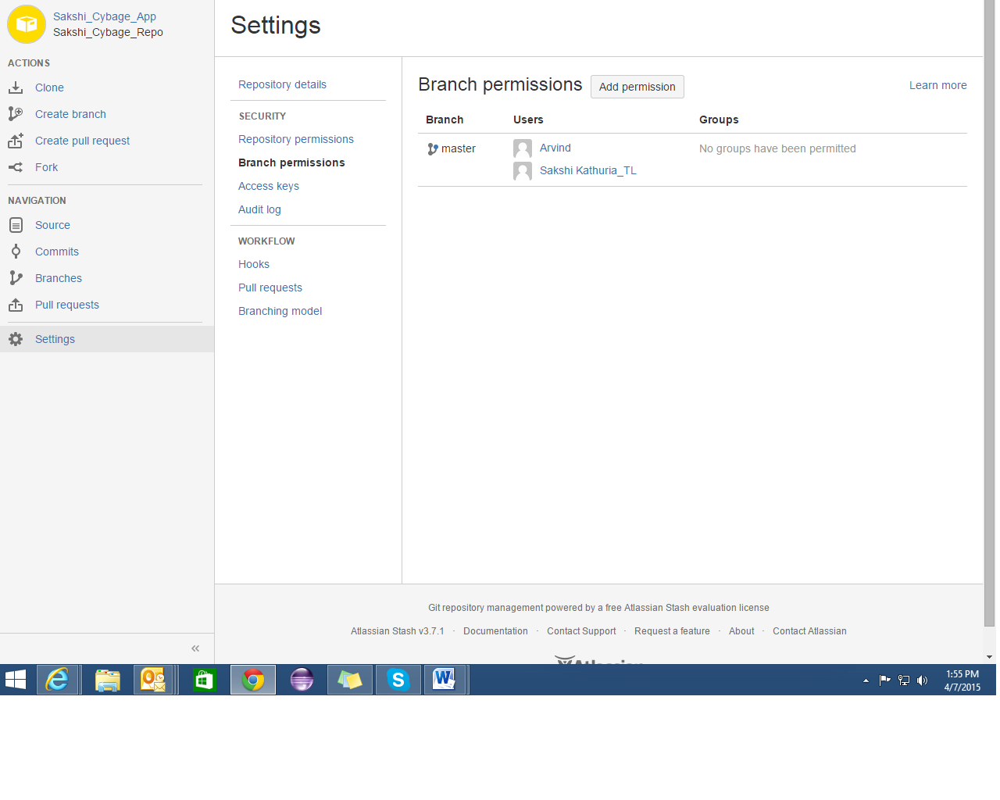 Sakshi_Cybage_App
Sakshi_Cybage_Repo
ACTIONS
Clone
Create branch
Create pull request
Fork
NAVIGATION
Source
Commits
Branches
Pull requests
Settings
«
Settings
Repository details
SECURITY
Repository permissions
Branch permissions
Access keys
Audit log
WORKFLOW
Hooks
Pull requests
Branching model
Branch permissions Add permission Learn more
Branch Users Groups
master Arvind No groups have been permitted
Sakshi Kathuria_TL
Git repository management powered by a free Atlassian Stash evaluation license
Atlassian Stash v3.7.1 · Documentation · Contact Support · Request a feature · About · Contact Atlassian
Atlassian
1:55 PM
4/7/2015